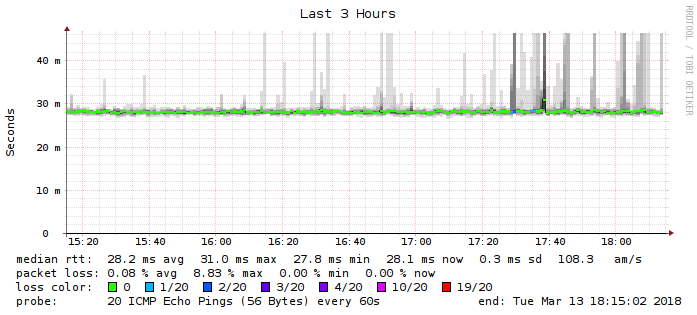 Last 3 Hours
RRDTOOL / TOBI OETIKER
Seconds
40 m
30 m
20 m
10 m
0
15:20 15:40 16:00 16:20 16:40 17:00 17:20 17:40 18:00
median rtt: 28.2 ms avg 31.0 ms max 27.8 ms min 28.1 ms now 0.3 ms sd 108.3 am/s
packet loss: 0.08 % avg 8.83 % max 0.00 % min 0.00 % now
loss color: 0 1/20 2/20 3/20 4/20 10/20 19/20
probe: 20 ICMP Echo Pings (56 Bytes) every 60s end: Tue Mar 13 18:15:02 2018